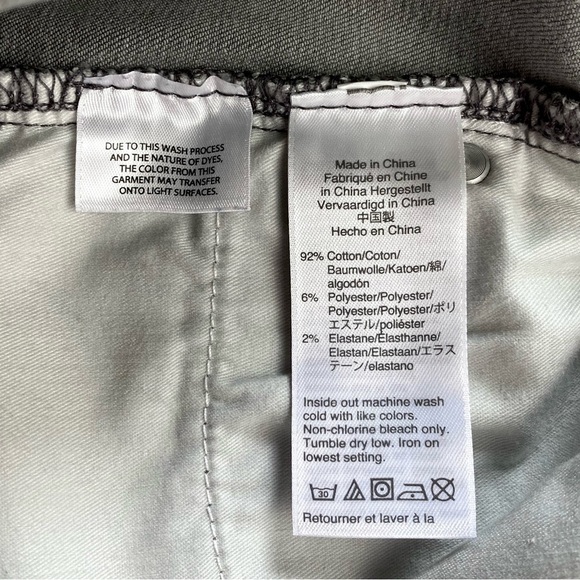 DUE TO THIS WASH PROCESS
AND THE NATURE OF DYES,
THE COLOR FROM THIS
GARMENT MAY TRANSFER
ONTO LIGHT SURFACES.
Made in China
Fabriqué en Chine
in China Hergestellt
Vervaardigd in China
中国製
Hecho en China
92% Cotton/Coton/
Baumwolle/Katoen/綿/
algodón
6% Polyester/Polyester/
Polyester/Polyester/ポリ
エステル/poliéster
2% Elastane/Élasthanne/
Elastan/Elastaan/エラス
テーン/elastano
Inside out machine wash
cold with like colors.
Non-chlorine bleach only.
Tumble dry low. Iron on
lowest setting.
30
Retourner et laver à la